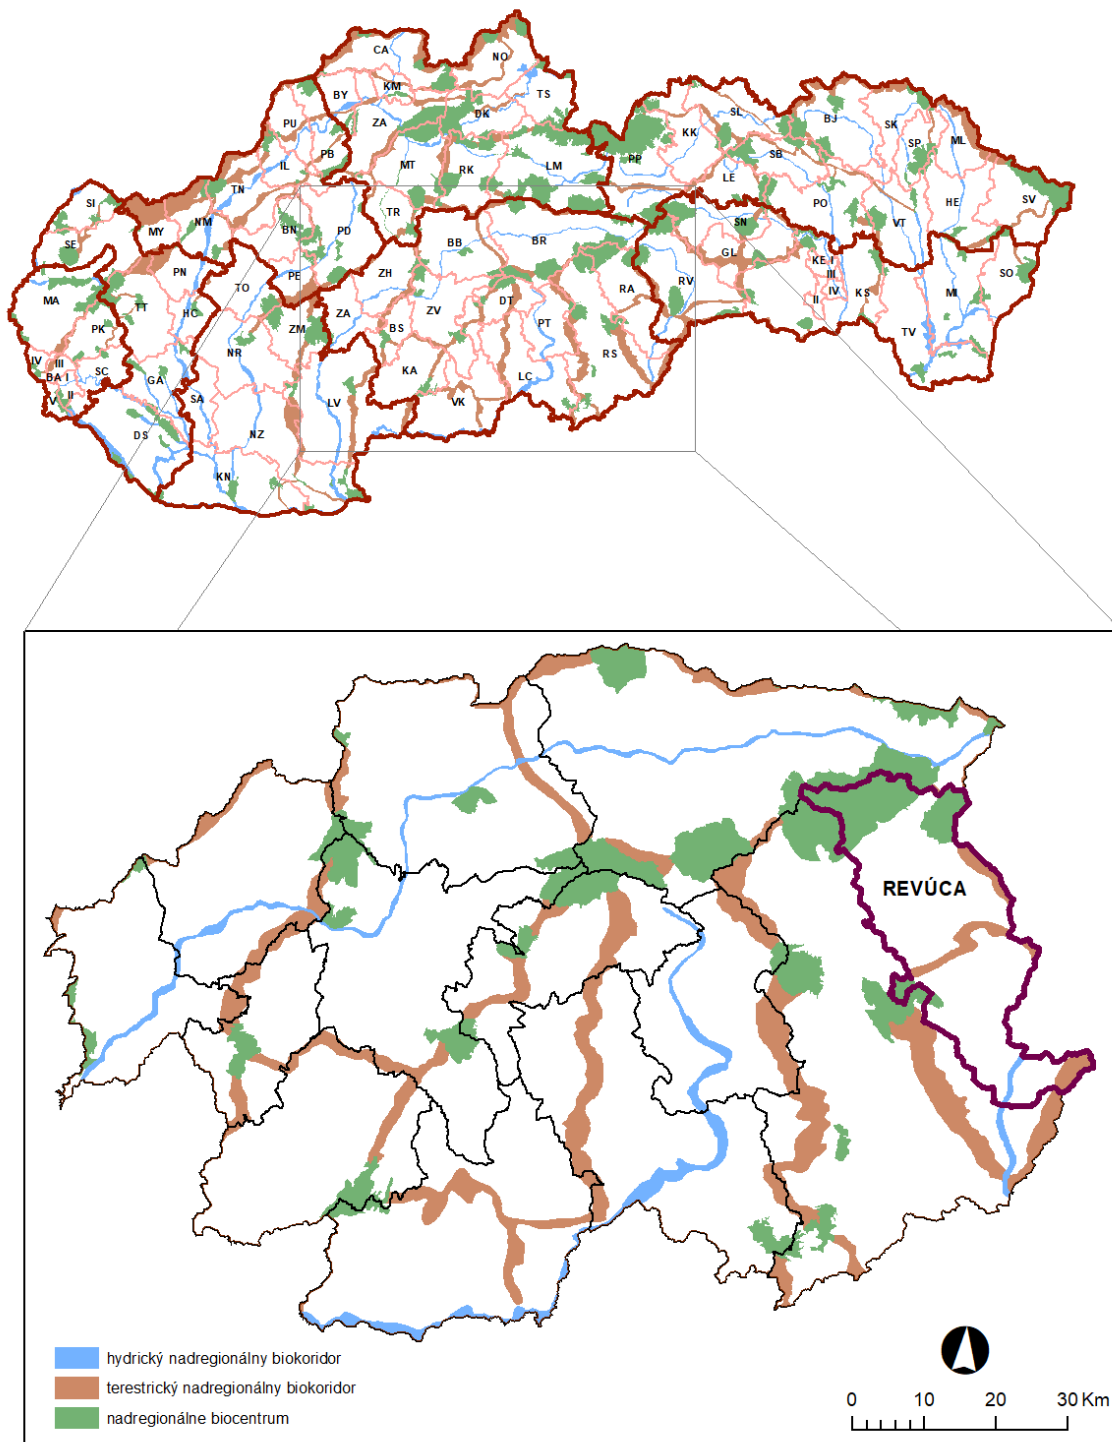 CA
NO
BY
KM
TS
ZA
DK
PU
PB
IL
MT
RK
LM
PP
KK
SL
BJ
SK
SP
ML
SB
LE
PO
VT
HE
SV
SI
SE
MY
NM
TN
BN
PD
TR
BB
BR
SN
GL
KE I
III
IV
II
KS
SO
MI
TV
MA
PN
TO
PE
ZH
ZA
BS
ZV
DT
RA
RV
TT
HC
ZM
PT
PK
NR
KA
RS
IV
III
BA I
SC
V
II
GA
SA
LV
VK
LC
DS
NZ
KN
REVÚCA
hydrický nadregionálny biokoridor
terestrický nadregionálny biokoridor
nadregionálne biocentrum
0 10 20 30 Km